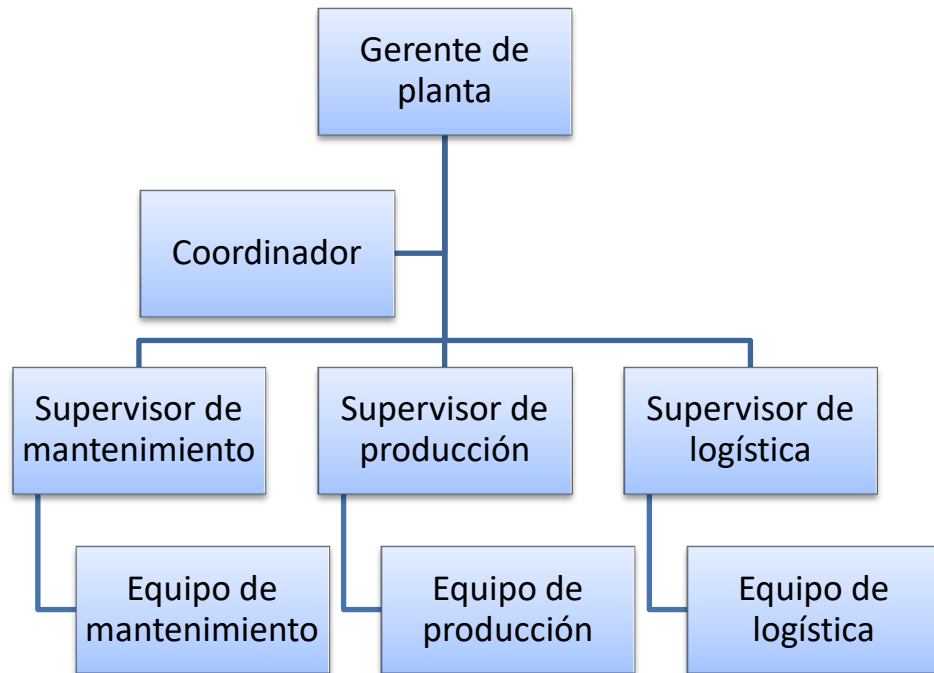 Gerente de
planta
Coordinador
Supervisor de
mantenimiento
Supervisor de
producción
Supervisor de
logística
Equipo de
mantenimiento
Equipo de
producción
Equipo de
logística